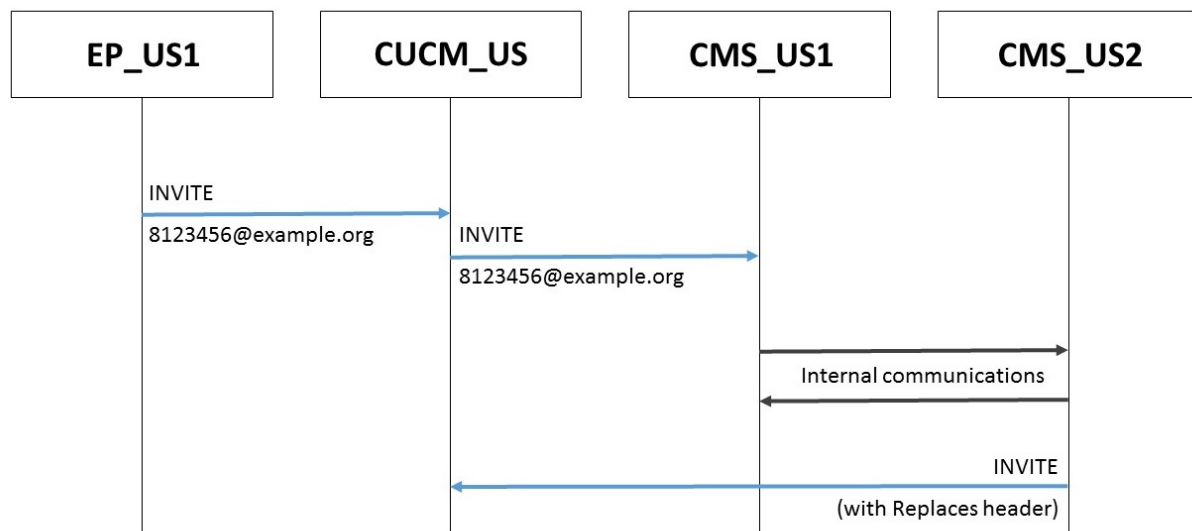 EP_US1
CUCM_US
CMS_US1
CMS_US2
INVITE
8123456@example.org
INVITE
8123456@example.org
Internal communications
INVITE
(with Replaces header)